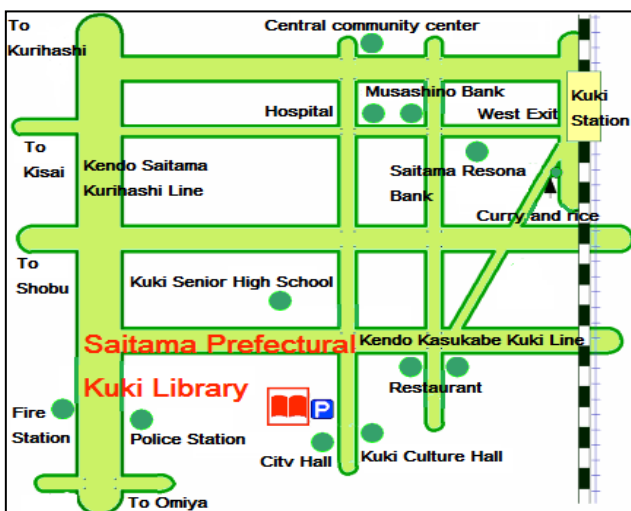 To
Kurihashi
Central community center
Musashino Bank
Hospital
West Exit
Kuki
Station
To
Kisai
Kendo Saitama
Kurihashi Line
Saitama Resona
Bank
Curry and rice
To
Shobu
Kuki Senior High School
Saitama Prefectural
Kuki Library
Kendo Kasukabe Kuki Line
Restaurant
P
Fire
Station
Police Station
City Hall
Kuki Culture Hall
To Omiya